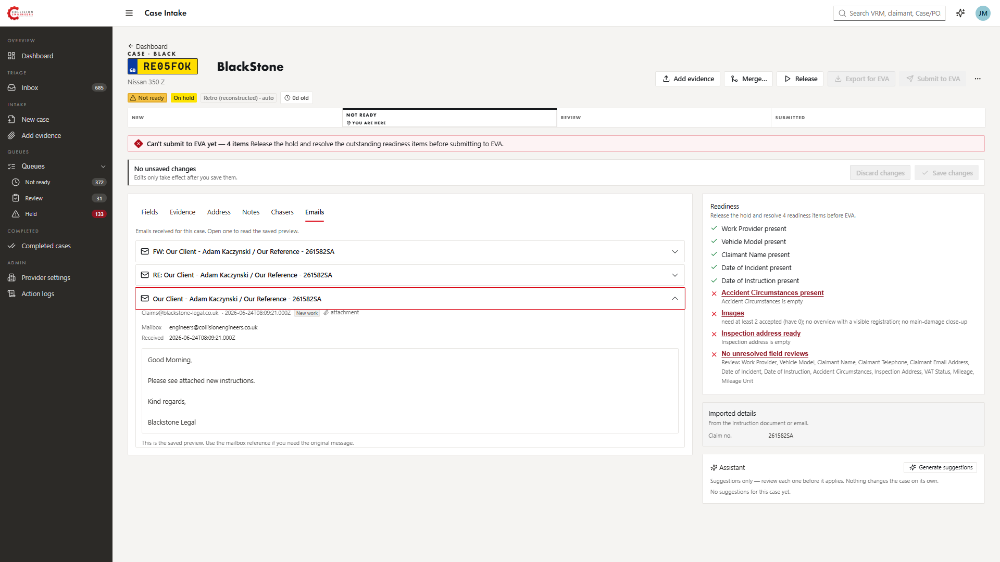 COLLISION
ENGINEERS
Case Intake
Search VRM, claimant, Case/PO.
JM
OVERVIEW
Dashboard
TRIAGE
Inbox 685
INTAKE
New case
Add evidence
QUEUES
Queues
Not ready 372
Review 31
Held 133
COMPLETED
Completed cases
ADMIN
Provider settings
Action logs
Dashboard
CASE · BLACK
GB RE05FOK
BlackStone
Nissan 350 Z
Add evidence
Merge...
Release
Export for EVA
Submit to EVA
Not ready
On hold
Retro (reconstructed) · auto
0d old
NEW
NOT READY
YOU ARE HERE
REVIEW
SUBMITTED
Can't submit to EVA yet — 4 items Release the hold and resolve the outstanding readiness items before submitting to EVA.
No unsaved changes
Edits only take effect after you save them.
Discard changes
Save changes
Fields
Evidence
Address
Notes
Chasers
Emails
Emails received for this case. Open one to read the saved preview.
FW: Our Client - Adam Kaczynski / Our Reference - 261582SA
RE: Our Client - Adam Kaczynski / Our Reference - 261582SA
Our Client - Adam Kaczynski / Our Reference - 261582SA
Claims@blackstone-legal.co.uk · 2026-06-24T08:09:21.000Z New work attachment
Mailbox engineers@collisionengineers.co.uk
Received 2026-06-24T08:09:21.000Z
Good Morning,
Please see attached new instructions.
Kind regards,
Blackstone Legal
This is the saved preview. Use the mailbox reference if you need the original message.
Readiness
Release the hold and resolve 4 readiness items before EVA.
Work Provider present
Vehicle Model present
Claimant Name present
Date of Incident present
Date of Instruction present
Accident Circumstances present
Accident Circumstances is empty
Images
need at least 2 accepted (have 0); no overview with a visible registration; no main-damage close-up
Inspection address ready
Inspection address is empty
No unresolved field reviews
Review: Work Provider, Vehicle Model, Claimant Name, Claimant Telephone, Claimant Email Address,
Date of Incident, Date of Instruction, Accident Circumstances, Inspection Address, VAT Status, Mileage,
Mileage Unit
Imported details
From the instruction document or email.
Claim no. 261582SA
Assistant
Generate suggestions
Suggestions only — review each one before it applies. Nothing changes the case on its own.
No suggestions for this case yet.